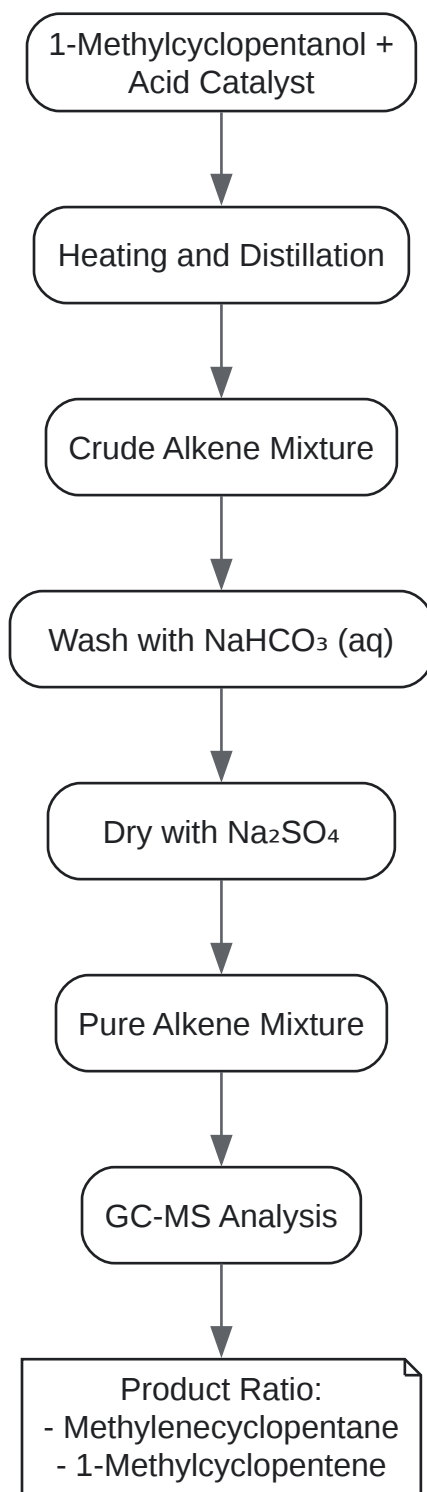 1-Methylcyclopentanol +
Acid Catalyst
Heating and Distillation
Crude Alkene Mixture
Wash with NaHCO₃ (aq)
Dry with Na₂SO₄
Pure Alkene Mixture
GC-MS Analysis
Product Ratio:
- Methylenecyclopentane
- 1-Methylcyclopentene